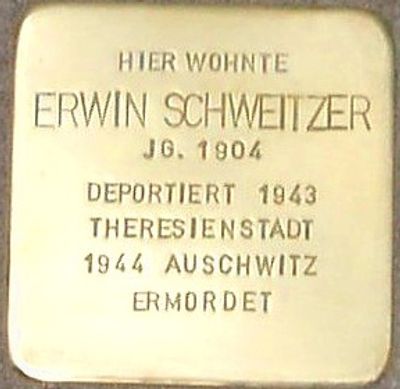 HIER WOHNTE
ERWIN SCHWEITZER
JG. 1904
DEPORTIERT 1943
THERESIENSTADT
1944 AUSCHWITZ
ERMORDET